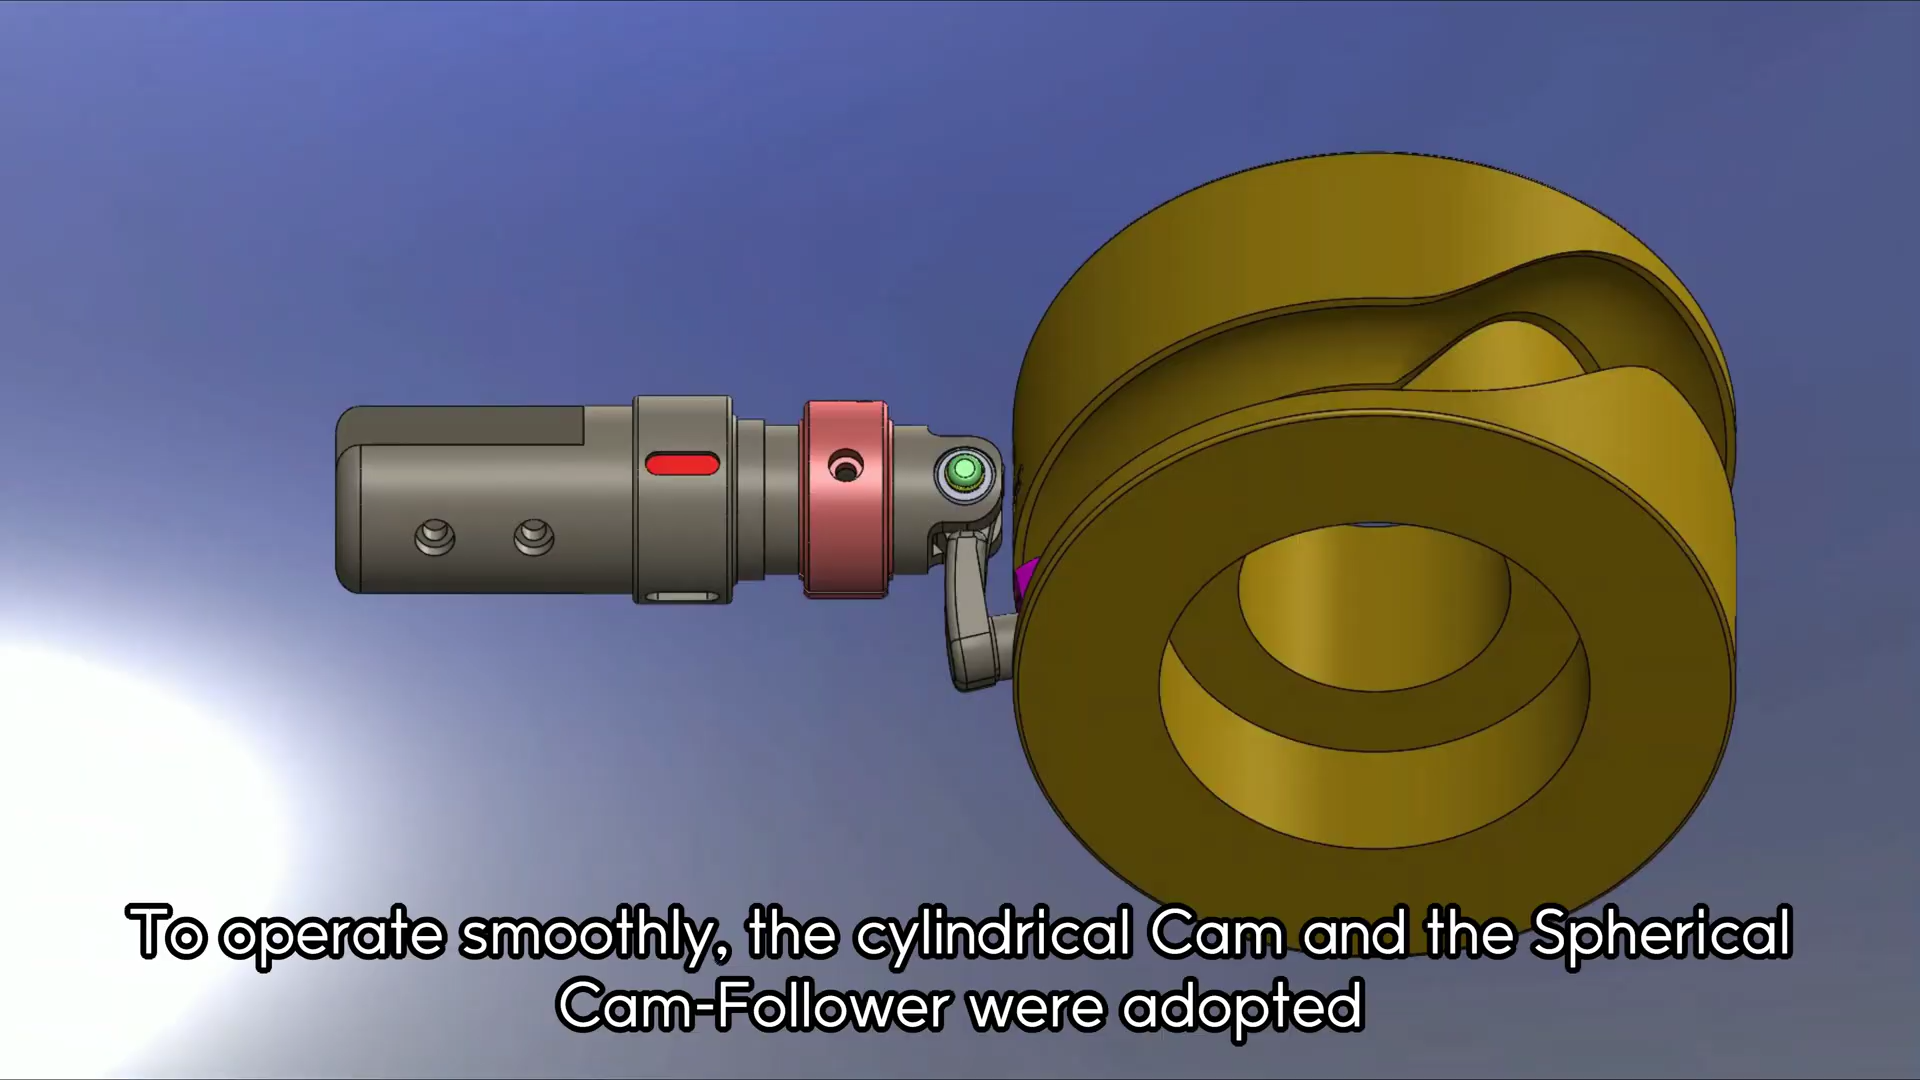 To operate smoothly, the cylindrical Cam and the Spherical
Cam-Follower were adopted